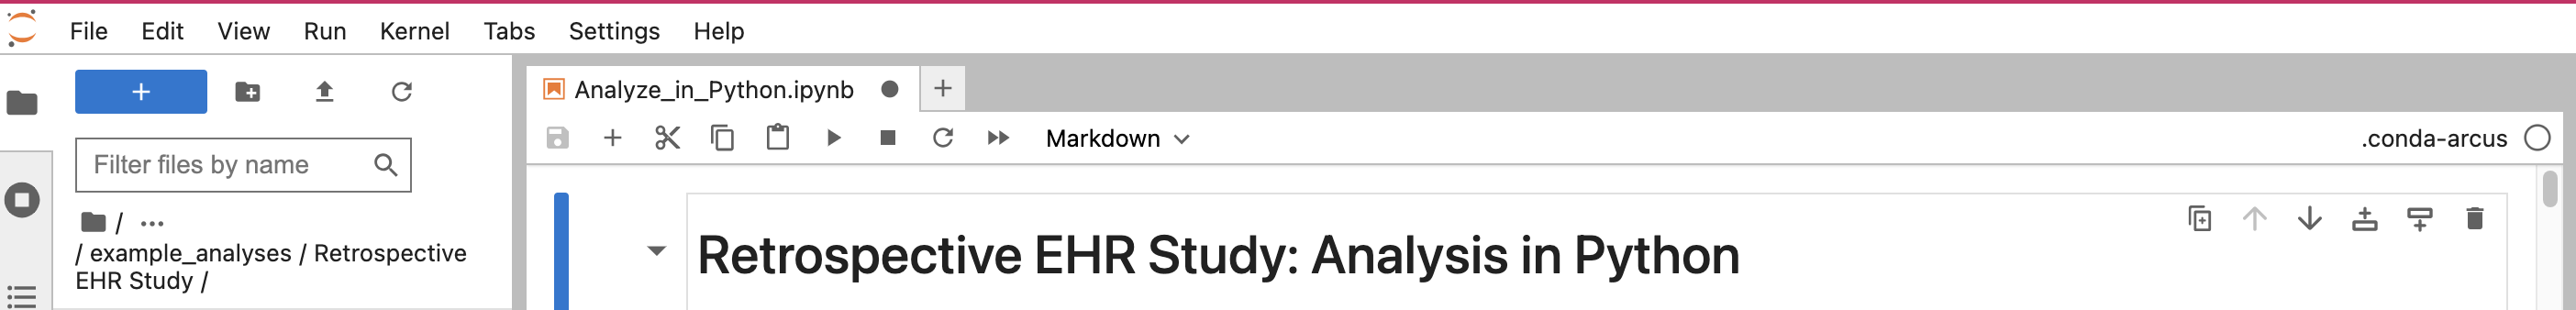 File Edit View Run Kernel Tabs Settings Help
Filter files by name
/ ...
/ example_analyses / Retrospective
EHR Study /
Analyze_in_Python.ipynb
Markdown
.conda-arcus
Retrospective EHR Study: Analysis in Python